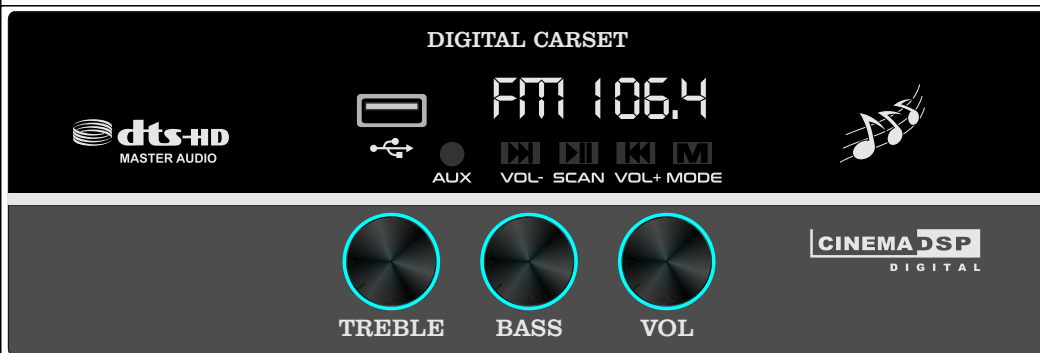 DIGITAL CARSET
FM 106.4
dts-HD
MASTER AUDIO
AUX VOL- SCAN VOL+ MODE
M
CINEMA DSP
DIGITAL
TREBLE BASS VOL